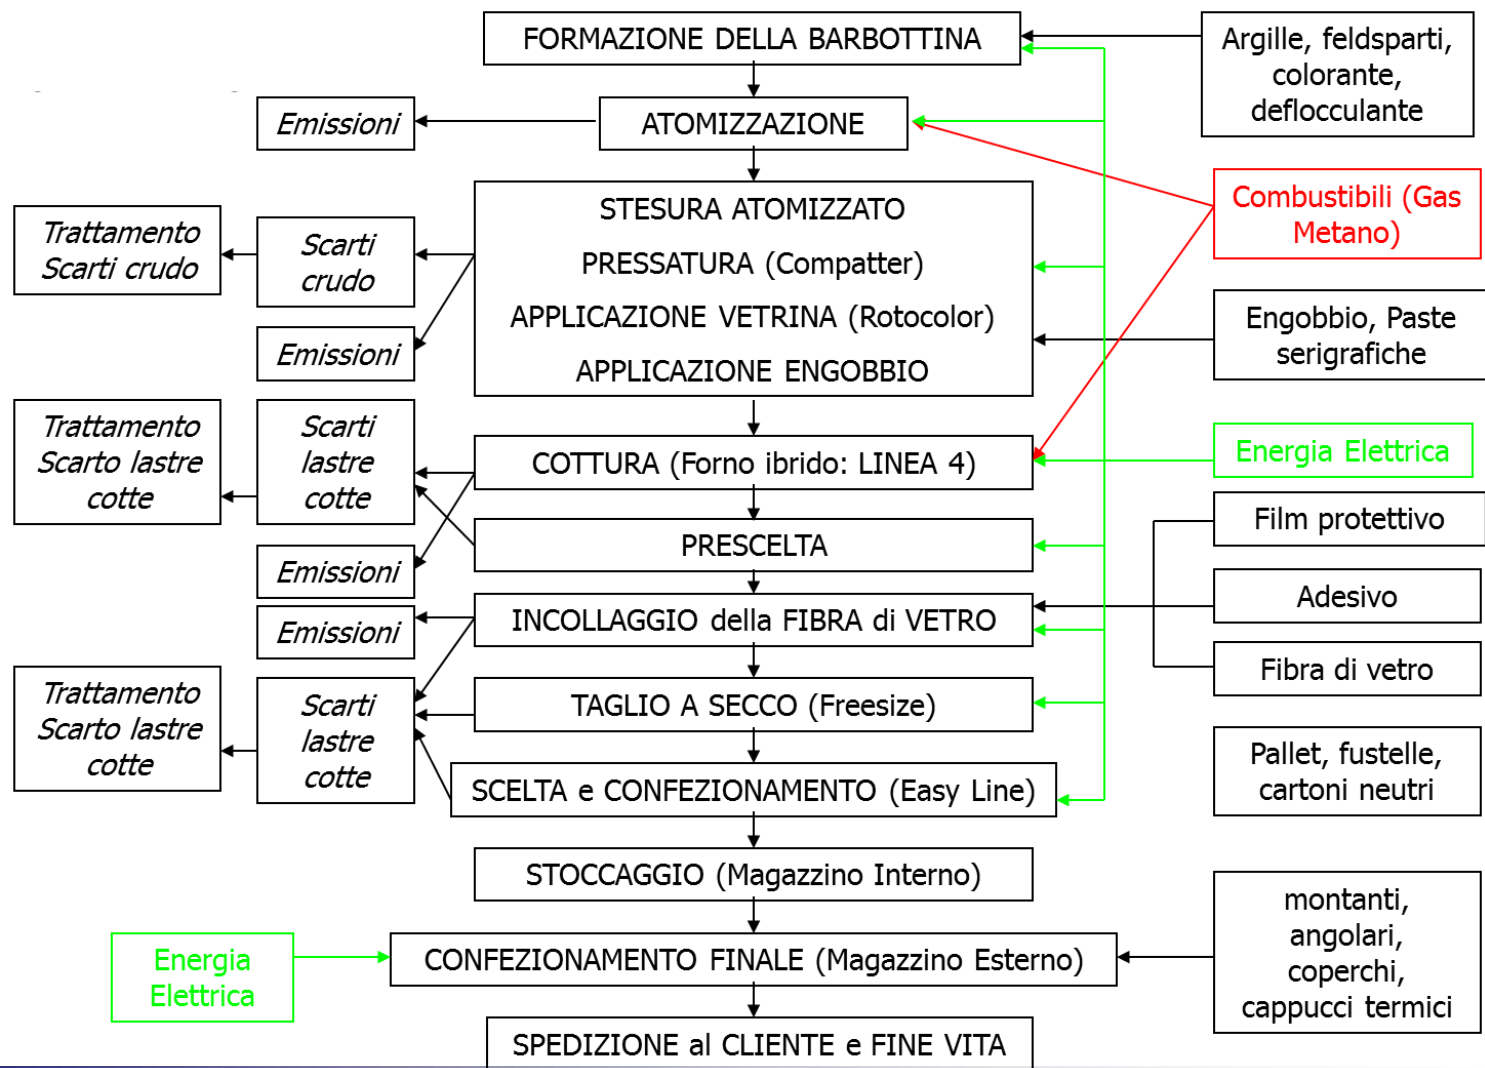 FORMAZIONE DELLA BARBOTTINA
Argille, feldsparti,
colorante,
deflocculante
Emissioni
ATOMIZZAZIONE
Combustibili (Gas
Metano)
STESURA ATOMIZZATO
PRESSATURA (Compatter)
APPLICAZIONE VETRINA (Rotocolor)
APPLICAZIONE ENGOBBIO
Trattamento
Scarti crudo
Scarti
crudo
Emissioni
Engobbio, Paste
serigrafiche
Trattamento
Scarto lastre
cotte
Scarti
lastre
cotte
COTTURA (Forno ibrido: LINEA 4)
Energia Elettrica
Film protettivo
PRESCELTA
Emissioni
Adesivo
INCOLLAGGIO della FIBRA di VETRO
Emissioni
Fibra di vetro
Trattamento
Scarto lastre
cotte
Scarti
lastre
cotte
TAGLIO A SECCO (Freesize)
Pallet, fustelle,
cartoni neutri
SCELTA e CONFEZIONAMENTO (Easy Line)
STOCCAGGIO (Magazzino Interno)
montanti,
angolari,
coperchi,
cappucci termici
Energia
Elettrica
CONFEZIONAMENTO FINALE (Magazzino Esterno)
SPEDIZIONE al CLIENTE e FINE VITA